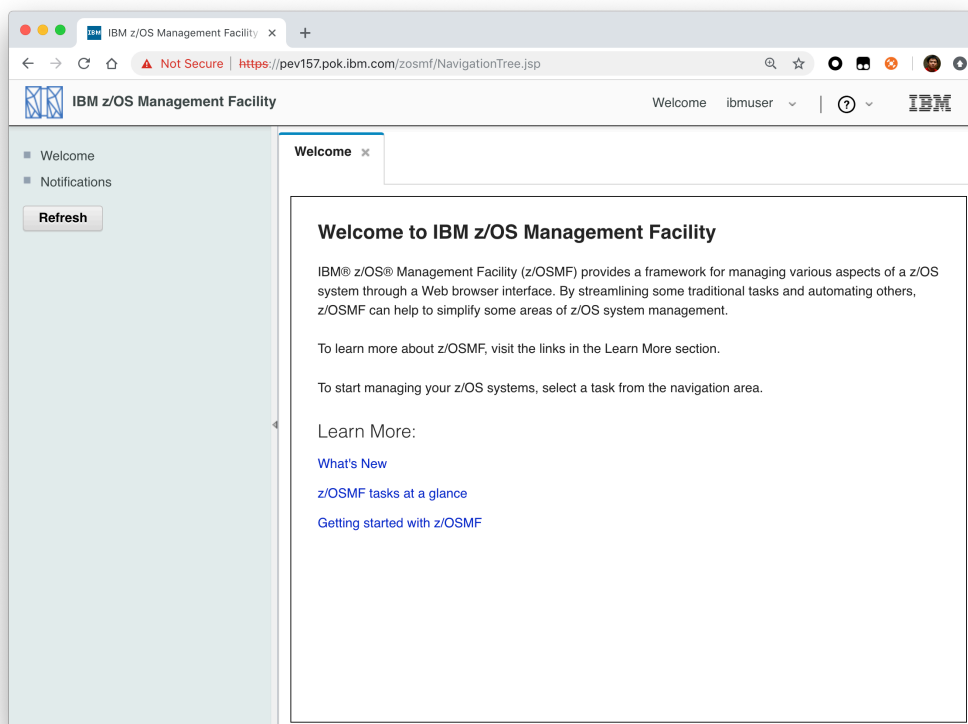 IBM
IBM z/OS Management Facility
Not Secure https://pev157.pok.ibm.com/zosmf/NavigationTree.jsp
IBM z/OS Management Facility
Welcome ibmuser
?
IBM
Welcome
Notifications
Refresh
Welcome
Welcome to IBM z/OS Management Facility
IBM® z/OS® Management Facility (z/OSMF) provides a framework for managing various aspects of a z/OS
system through a Web browser interface. By streamlining some traditional tasks and automating others,
z/OSMF can help to simplify some areas of z/OS system management.
To learn more about z/OSMF, visit the links in the Learn More section.
To start managing your z/OS systems, select a task from the navigation area.
Learn More:
What's New
z/OSMF tasks at a glance
Getting started with z/OSMF